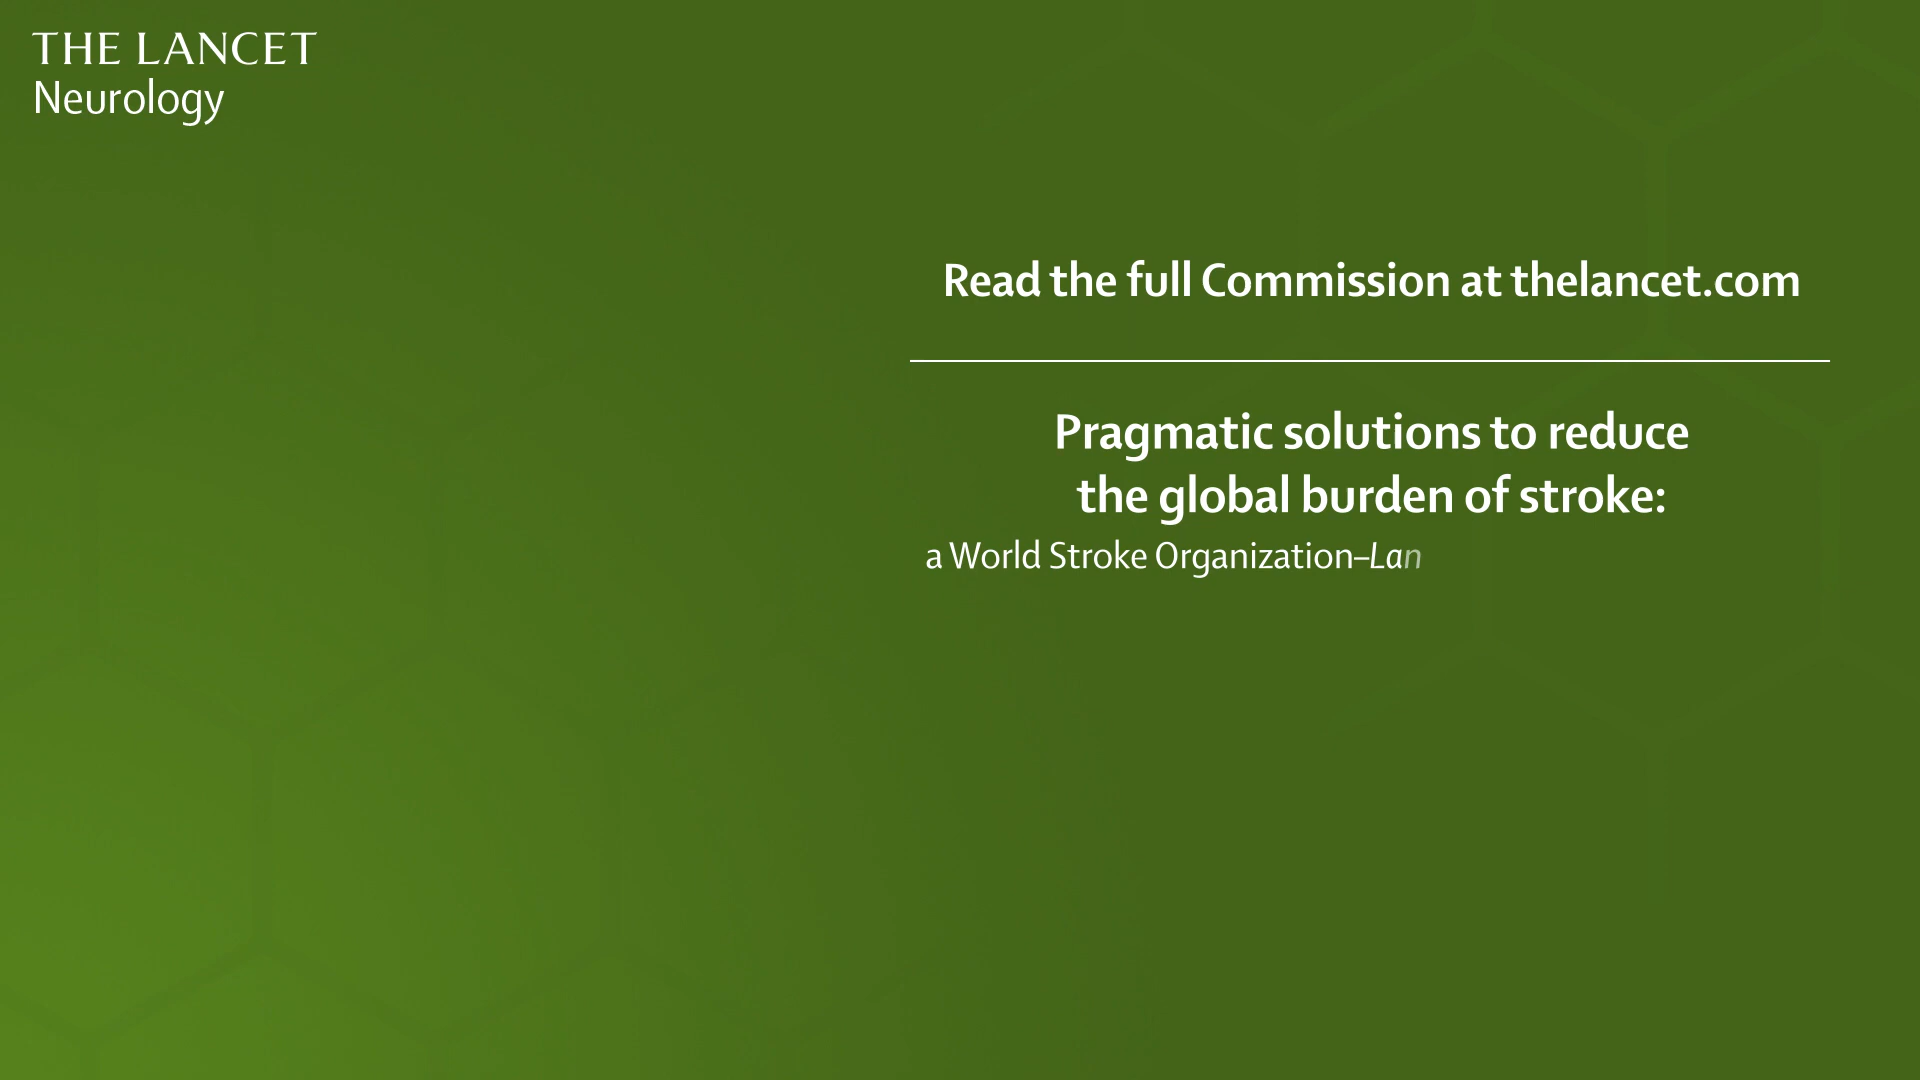 THE LANCET
Neurology
Read the full Commission at thelancet.com
Pragmatic solutions to reduce
the global burden of stroke:
a World Stroke Organization–Lan